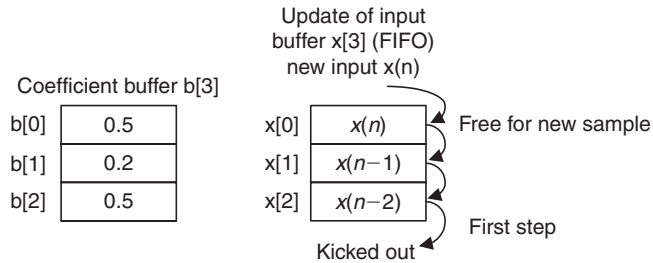 Update of input
buffer x[3] (FIFO)
new input x(n)
Coefficient buffer b[3]
b[0] 0.5
b[1] 0.2
b[2] 0.5
x[0] x(n) Free for new sample
x[1] x(n−1)
x[2] x(n−2)
First step
Kicked out